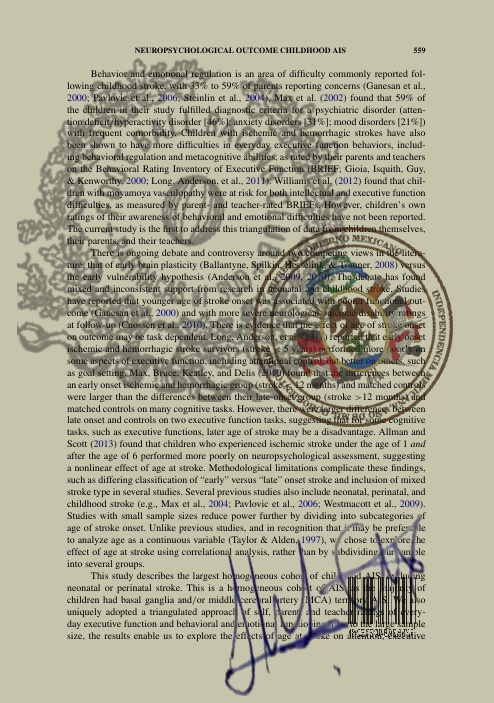 NEUROPSYCHOLOGICAL OUTCOME CHILDHOOD AIS 559
Behavior and emotional regulation is an area of difficulty commonly reported fol-
lowing childhood stroke, with 33% to 59% of parents reporting concerns (Ganesan et al.,
2000; Pavlovic et al., 2006; Steinlin et al., 2004). Max et al. (2002) found that 59% of
the children in their study fulfilled diagnostic criteria for a psychiatric disorder (atten-
tion deficit/hyperactivity disorder [46%]; anxiety disorders [31%]; mood disorders [21%])
with frequent comorbidity. Children with ischemic and hemorrhagic strokes have also
been shown to have more difficulties in everyday executive function behaviors, includ-
ing behavioral regulation and metacognitive abilities, as rated by their parents and teachers
on the Behavioral Rating Inventory of Executive Function (BRIEF; Gioia, Isquith, Guy,
& Kenworthy, 2000; Long, Anderson, et al., 2011). Williams et al. (2012) found that chil-
dren with moyamoya vasculopathy were at risk for both intellectual and executive function
difficulties, as measured by parent- and teacher-rated BRIEFs. However, children's own
ratings of their awareness of behavioral and emotional difficulties have not been reported.
The current study is the first to address this triangulation of data from children themselves,
their parents, and their teachers.
There is ongoing debate and controversy around two competing views in the litera-
ture: that of early brain plasticity (Ballantyne, Spilkin, Hesselink, & Trauner, 2008) versus
the early vulnerability hypothesis (Anderson et al., 2009, ). The debate has found
mixed and inconsistent support from research in neonatal and childhood stroke. Studies
have reported that younger age of stroke onset was associated with poorer functional out-
come (Ganesan et al., 2000) and with more severe neurological outcome/disability ratings
at follow-up (Cnossen et al., 2010). There is evidence that the effect of age of stroke onset
on outcome may be task dependent. Long, Anderson, et al. reported that early onset
ischemic and hemorrhagic stroke survivors (stroke < 5 years) performed more poorly on
some aspects of executive function, including attentional control, but better on others, such
as goal setting. Max, Bruce, Keatley, and Delis (2010) found that the differences between
an early onset ischemic and hemorrhagic group (stroke < 12 months) and matched controls
were larger than the differences between their late-onset group (stroke >12 months) and
matched controls on many cognitive tasks. However, there were larger differences between
late onset and controls on two executive function tasks, suggesting that for some cognitive
tasks, such as executive functions, later age of stroke may be a disadvantage. Allman and
Scott (2013) found that children who experienced ischemic stroke under the age of 1 and
after the age of 6 performed more poorly on neuropsychological assessment, suggesting
a nonlinear effect of age at stroke. Methodological limitations complicate these findings,
such as differing classification of "early" versus "late" onset stroke and inclusion of mixed
stroke type in several studies. Several previous studies also include neonatal, perinatal, and
childhood stroke (e.g., Max et al., 2004; Pavlovic et al., 2006; Westmacott et al., 2009).
Studies with small sample sizes reduce power further by dividing into subcategories of
age of stroke onset. Unlike previous studies, and in recognition that it may be preferable
to analyze age as a continuous variable (Taylor & Alden, 1997), we chose to explore the
effect of age at stroke using correlational analysis, rather than by subdividing our sample
into several groups.
This study describes the largest homogeneous cohort of child AIS,
neonatal or perinatal stroke. This is a homogeneous cohort of AIS, as the majority of
children had basal ganglia and/or middle cerebral artery (MCA) territory AIS. We also
uniquely adopted a triangulated approach of self, parent, and teacher ratings of every-
day executive function and behavioral and emotional functioning. to the large sample
size, the results enable us to explore the effects of age at stroke on attention, executive
GOBIERNO MEXICANO
INDEPENDENCIA